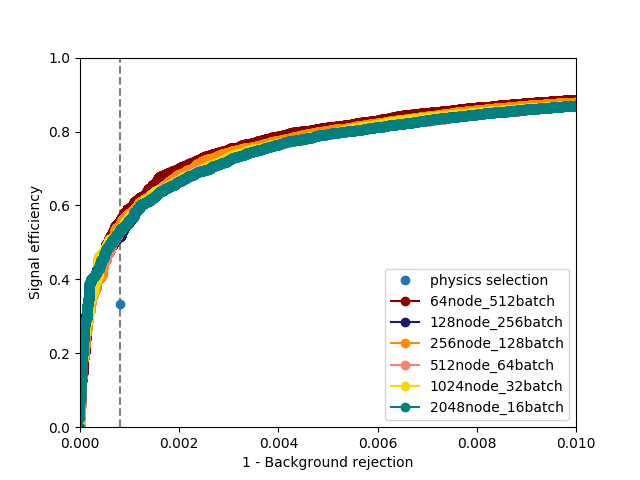 1.0
0.8
0.6
0.4
0.2
0.0
Signal efficiency
physics selection
64node_512batch
128node_256batch
256node_128batch
512node_64batch
1024node_32batch
2048node_16batch
0.000 0.002 0.004 0.006 0.008 0.010
1 - Background rejection